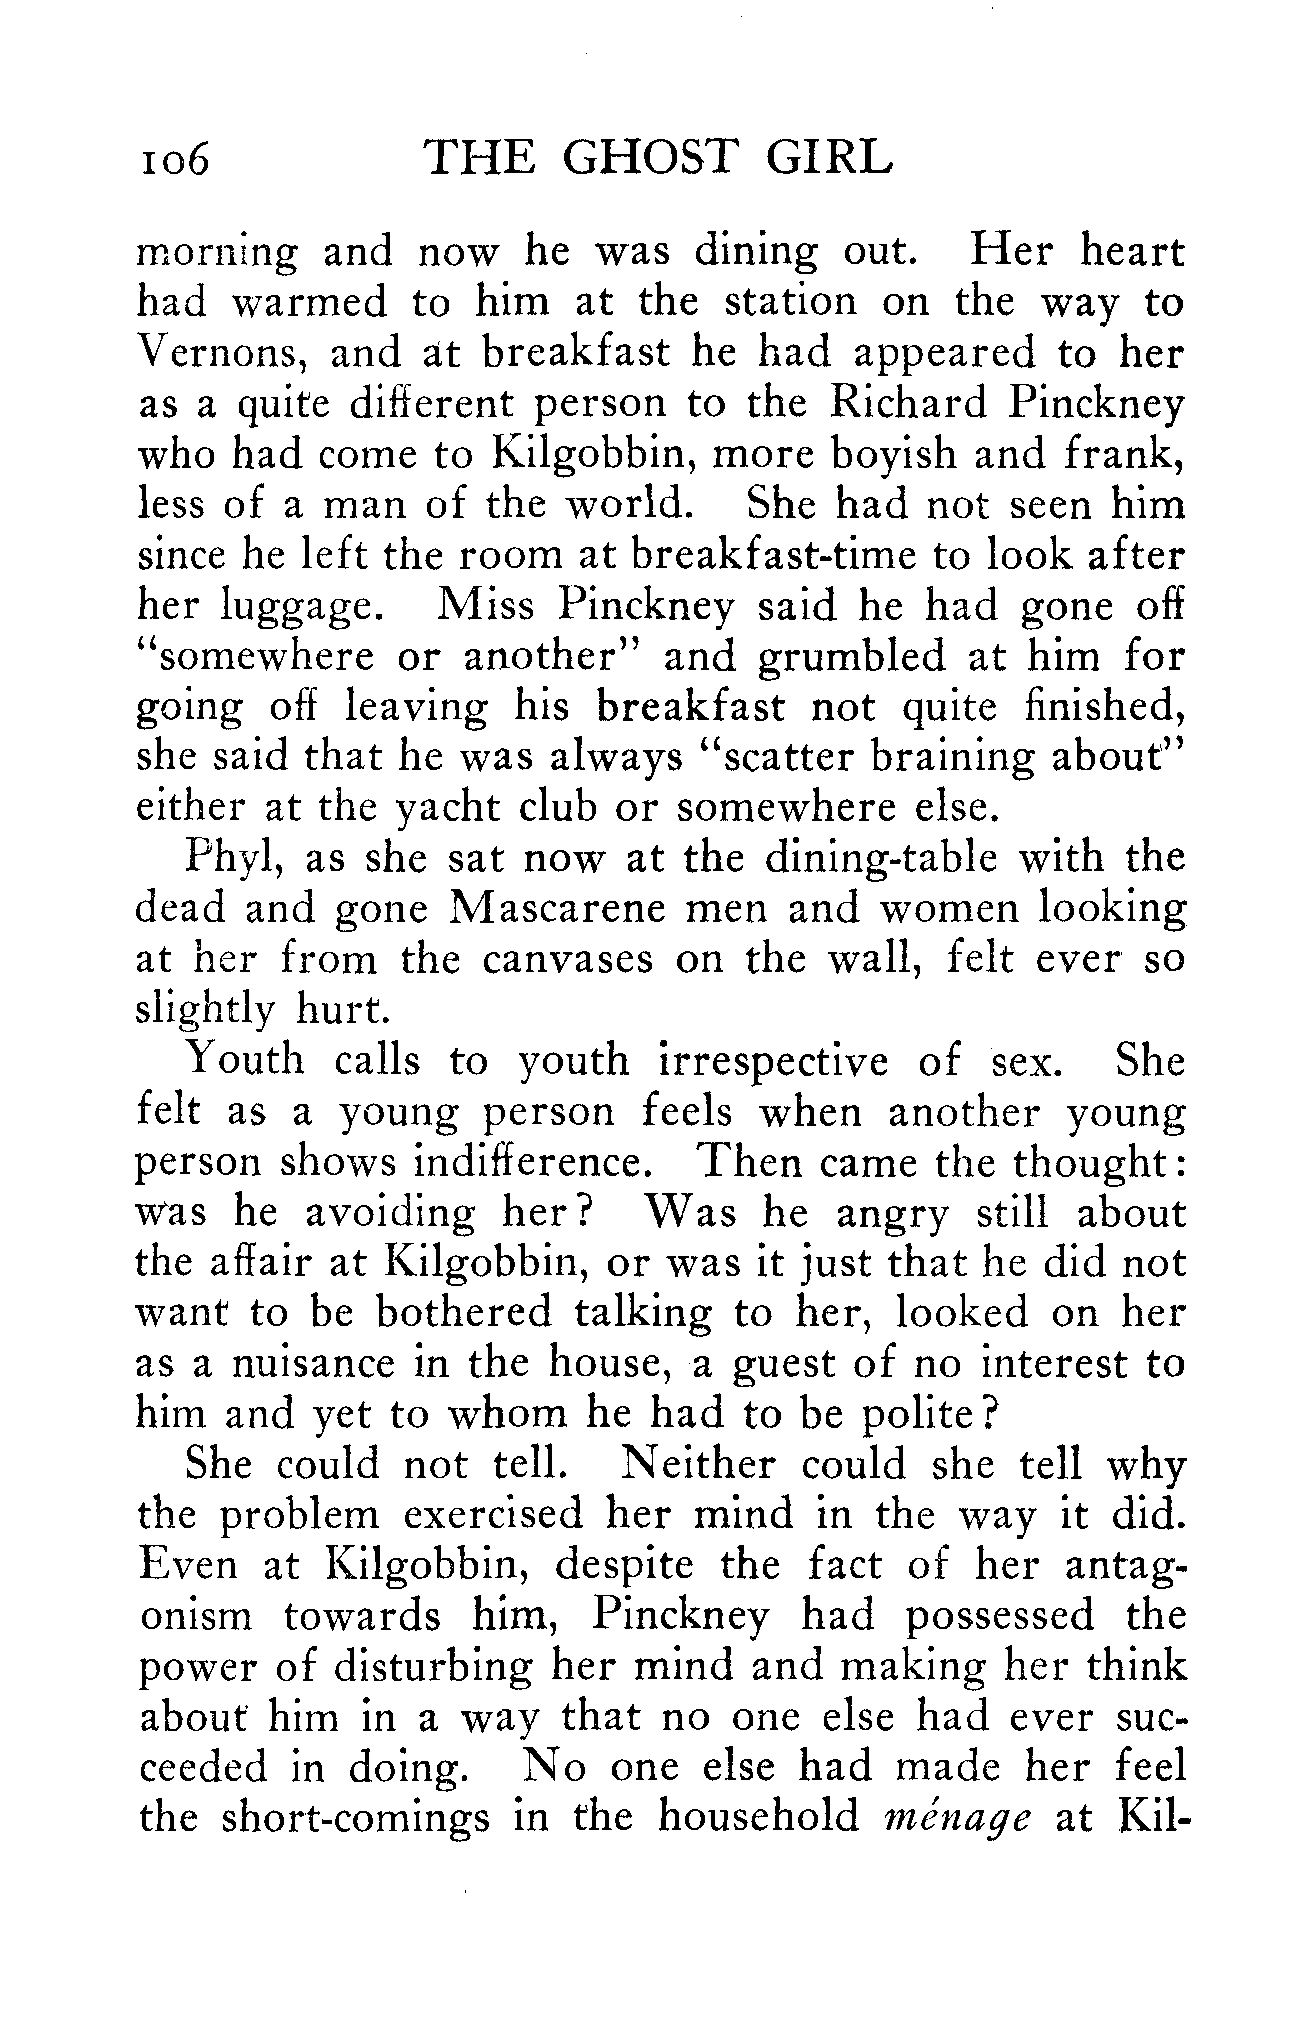 106 THE GHOST GIRL
morning and now he was dining out. Her heart
had warmed to him at the station on the way to
Vernons, and at breakfast he had appeared to her
as a quite different person to the Richard Pinckney
who had come to Kilgobbin, more boyish and frank,
less of a man of the world. She had not seen him
since he left the room at breakfast-time to look after
her luggage. Miss Pinckney said he had gone off
"somewhere or another" and grumbled at him for
going off leaving his breakfast not quite finished,
she said that he was always "scatter braining about"
either at the yacht club or somewhere else.
Phyl, as she sat now at the dining-table with the
dead and gone Mascarene men and women looking
at her from the canvases on the wall, felt ever so
slightly hurt.
Youth calls to youth irrespective of sex. She
felt as a young person feels when another young
person shows indifference. Then came the thought:
was he avoiding her? Was he angry still about
the affair at Kilgobbin, or was it just that he did not
want to be bothered talking to her, looked on her
as a nuisance in the house, a guest of no interest to
him and yet to whom he had to be polite?
She could not tell. Neither could she tell why
the problem exercised her mind in the way it did.
Even at Kilgobbin, despite the fact of her antag-
onism towards him, Pinckney had possessed the
power of disturbing her mind and making her think
about him in a way that no one else had ever suc-
ceeded in doing. No one else had made her feel
the short-comings in the household ménage at Kil-